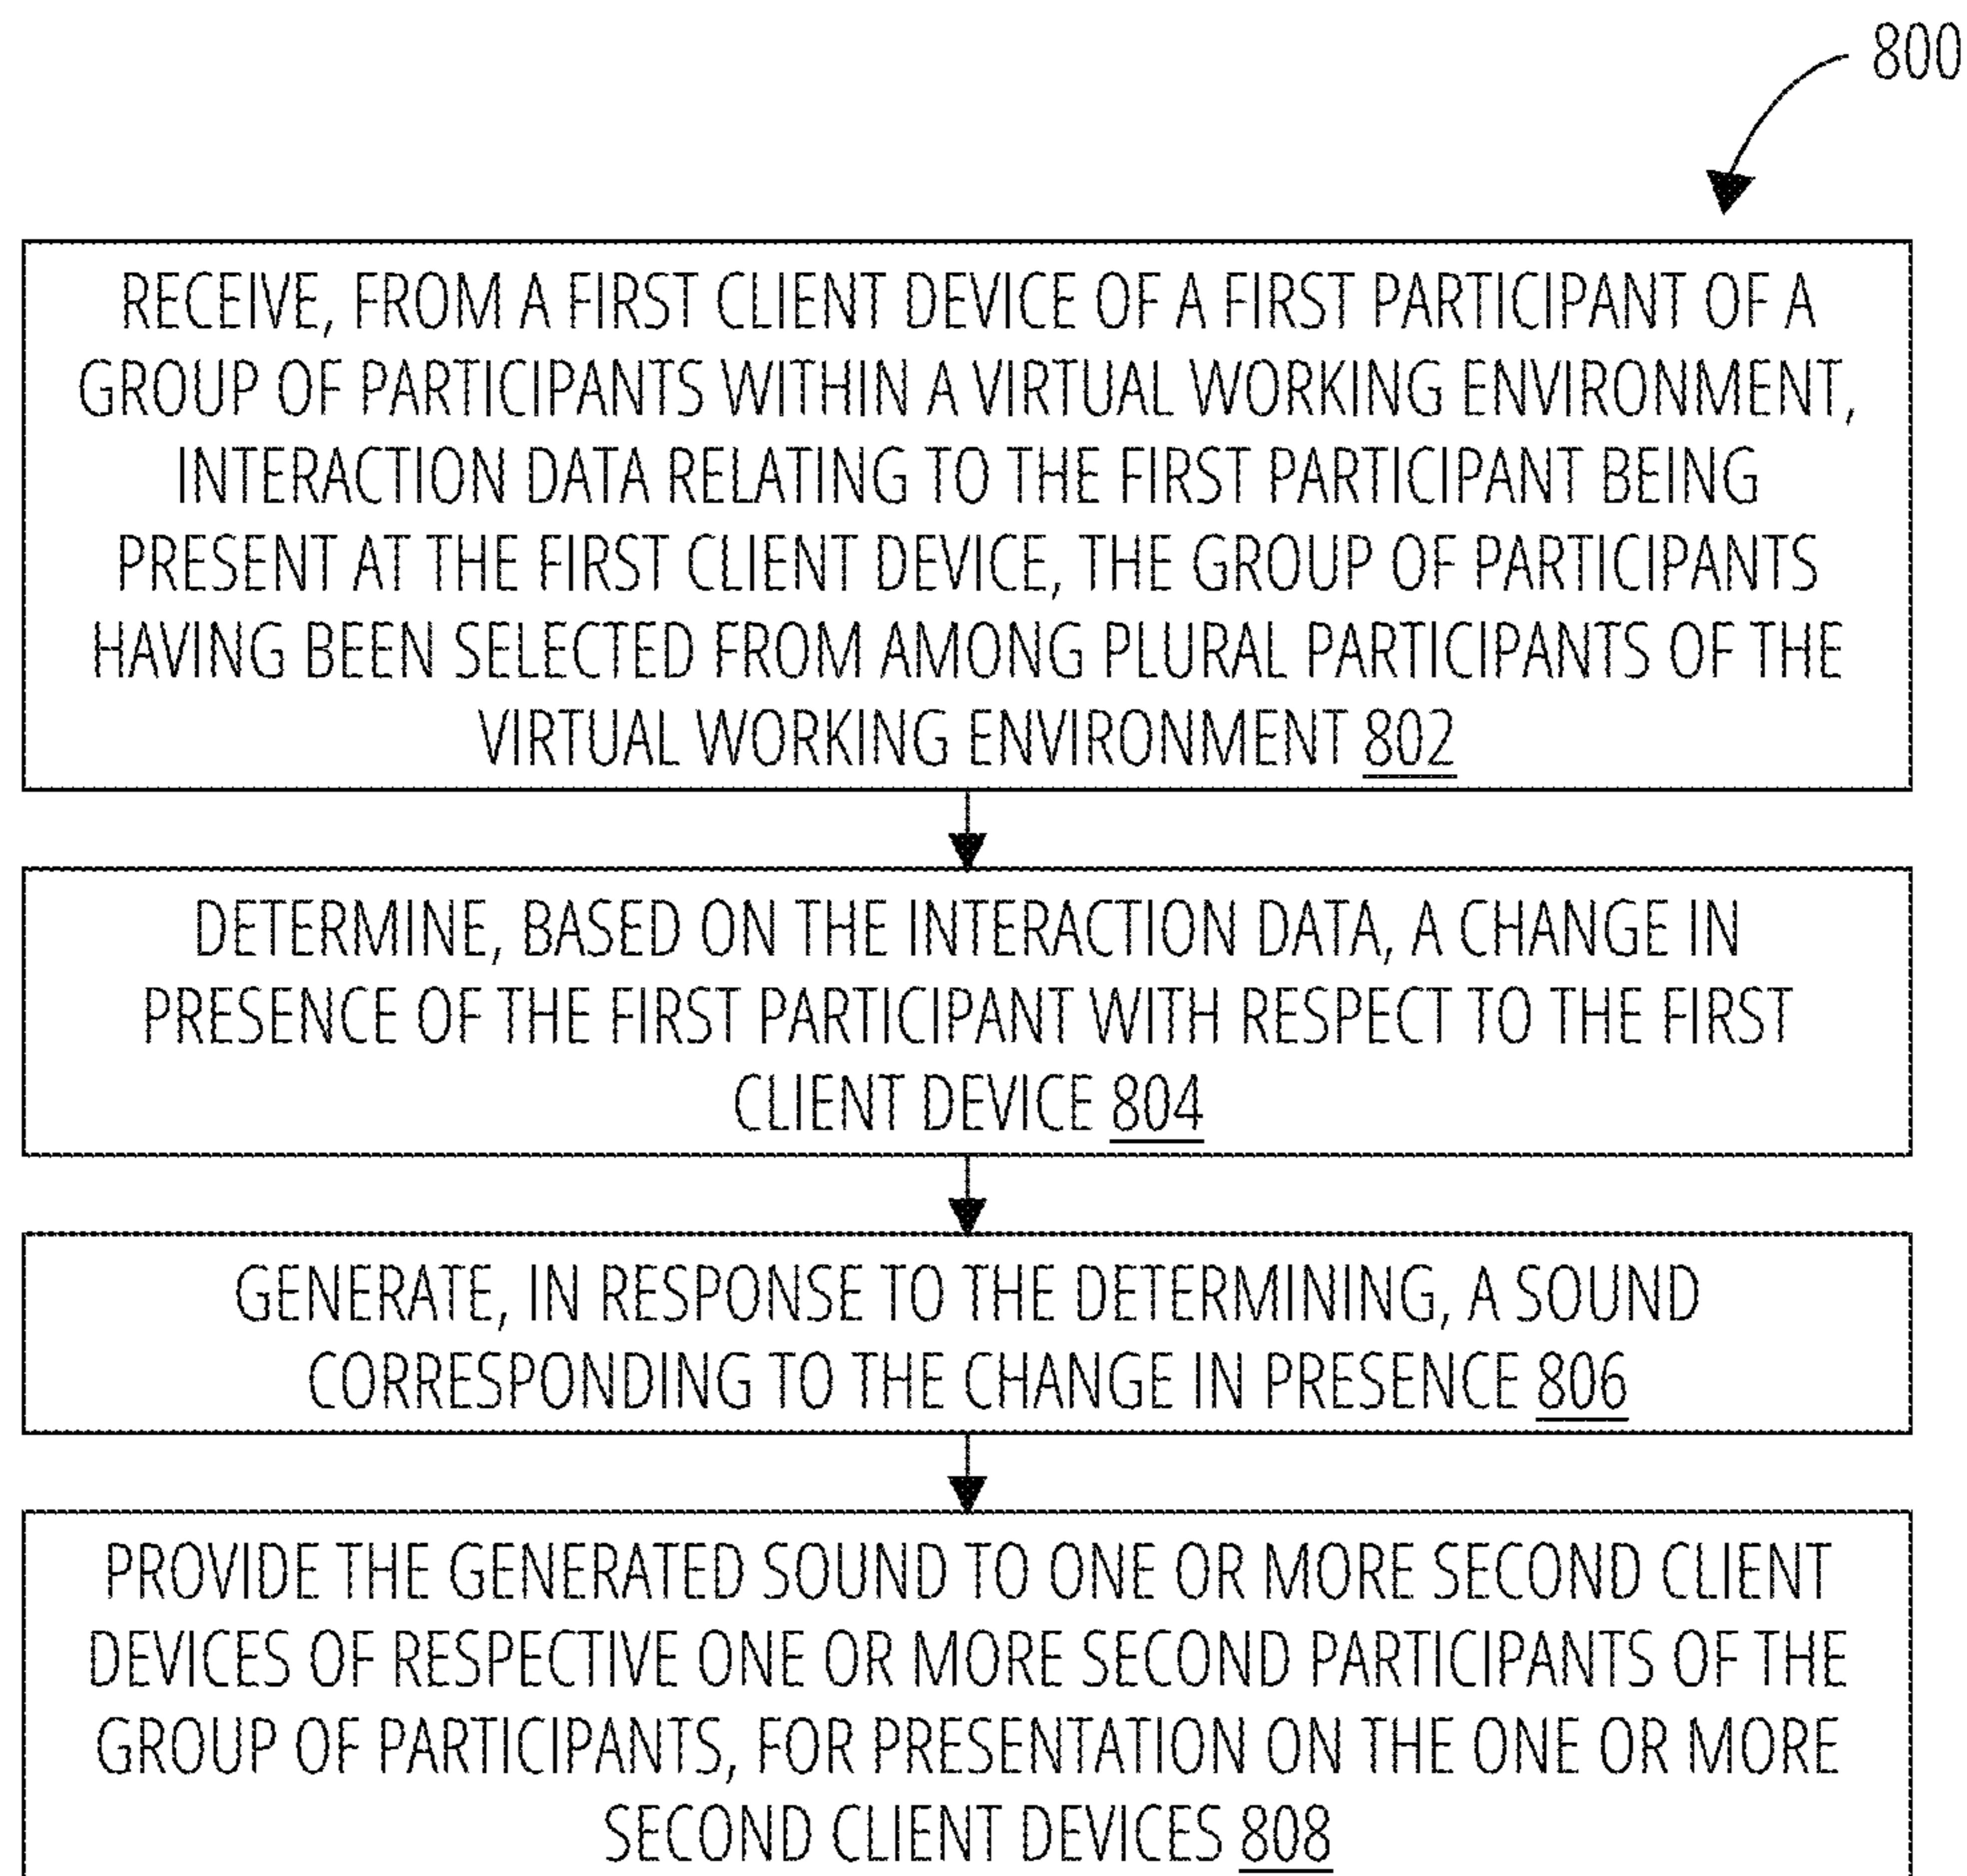 800
RECEIVE, FROM A FIRST CLIENT DEVICE OF A FIRST PARTICIPANT OF A
GROUP OF PARTICIPANTS WITHIN A VIRTUAL WORKING ENVIRONMENT,
INTERACTION DATA RELATING TO THE FIRST PARTICIPANT BEING
PRESENT AT THE FIRST CLIENT DEVICE, THE GROUP OF PARTICIPANTS
HAVING BEEN SELECTED FROM AMONG PLURAL PARTICIPANTS OF THE
VIRTUAL WORKING ENVIRONMENT 802
DETERMINE, BASED ON THE INTERACTION DATA, A CHANGE IN
PRESENCE OF THE FIRST PARTICIPANT WITH RESPECT TO THE FIRST
CLIENT DEVICE 804
GENERATE, IN RESPONSE TO THE DETERMINING, A SOUND
CORRESPONDING TO THE CHANGE IN PRESENCE 806
PROVIDE THE GENERATED SOUND TO ONE OR MORE SECOND CLIENT
DEVICES OF RESPECTIVE ONE OR MORE SECOND PARTICIPANTS OF THE
GROUP OF PARTICIPANTS, FOR PRESENTATION ON THE ONE OR MORE
SECOND CLIENT DEVICES 808